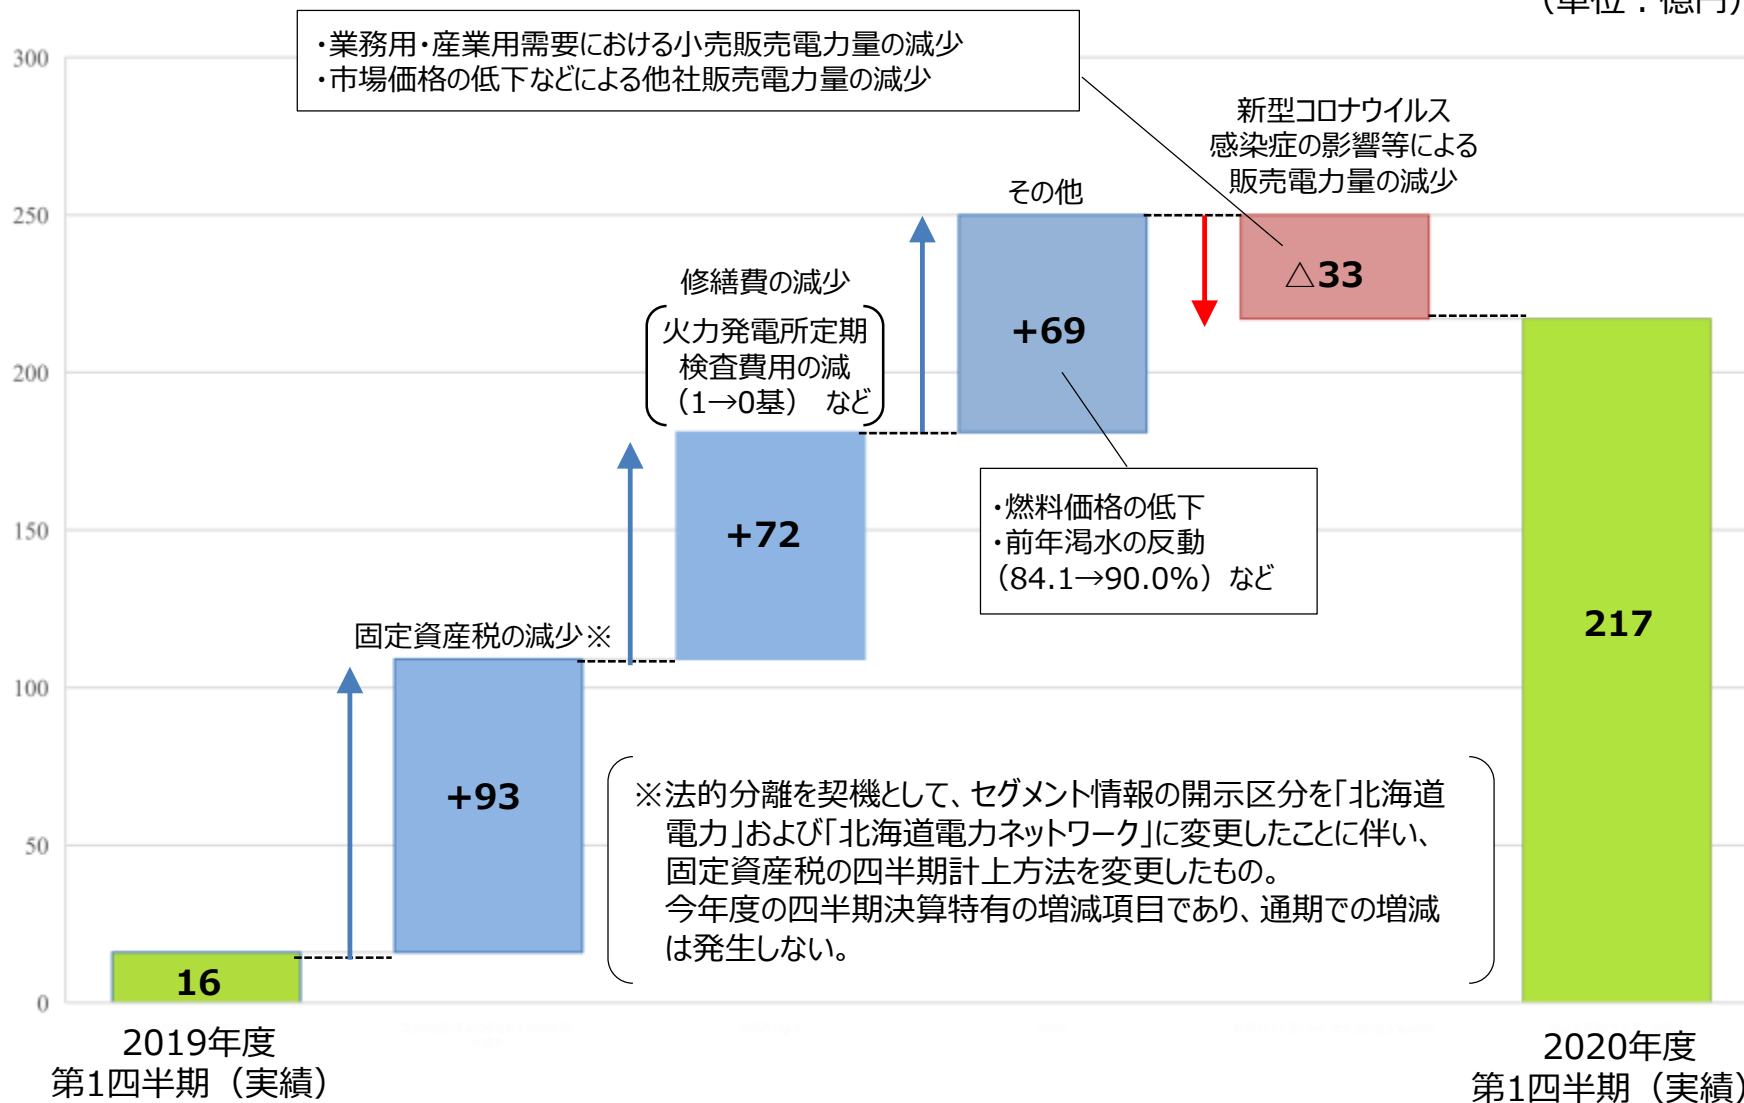 （単位：億円）
・業務用・産業用需要における小売販売電力量の減少
・市場価格の低下などによる他社販売電力量の減少
新型コロナウイルス
感染症の影響等による
販売電力量の減少
その他
修繕費の減少
火力発電所定期
検査費用の減
（1→0基） など
固定資産税の減少※
300
250
200
150
100
50
0
16
+93
+72
+69
△33
217
・燃料価格の低下
・前年渇水の反動
（84.1→90.0%）など
※法的分離を契機として、セグメント情報の開示区分を「北海道
電力」および「北海道電力ネットワーク」に変更したことに伴い、
固定資産税の四半期計上方法を変更したもの。
今年度の四半期決算特有の増減項目であり、通期での増減
は発生しない。
2019年度
第1四半期（実績）
2020年度
第1四半期（実績）